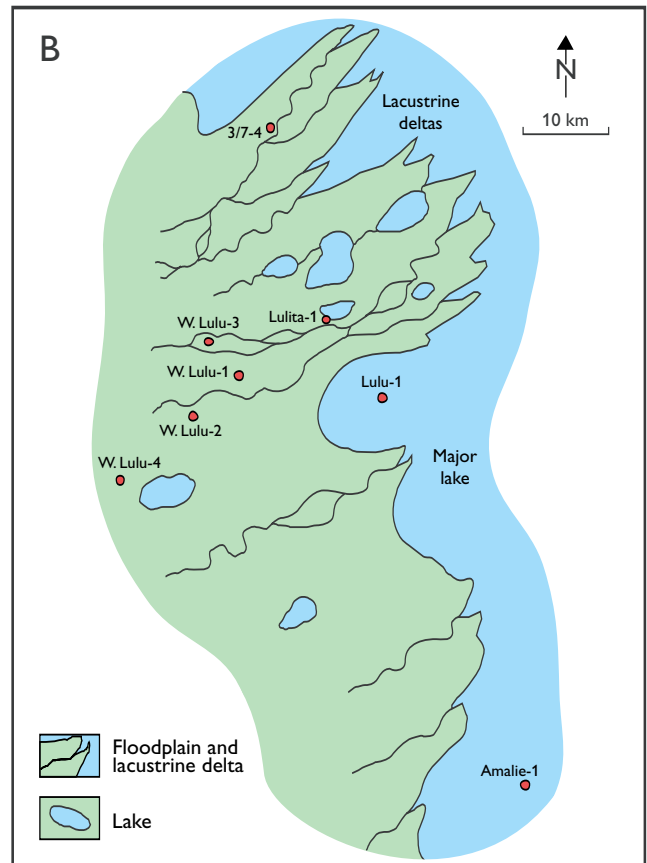 B
N
10 km
Lacustrine
deltas
3/7-4
Lulita-1
W. Lulu-3
W. Lulu-1
Lulu-1
W. Lulu-2
W. Lulu-4
Major
lake
Amalie-1
Floodplain and
lacustrine delta
Lake